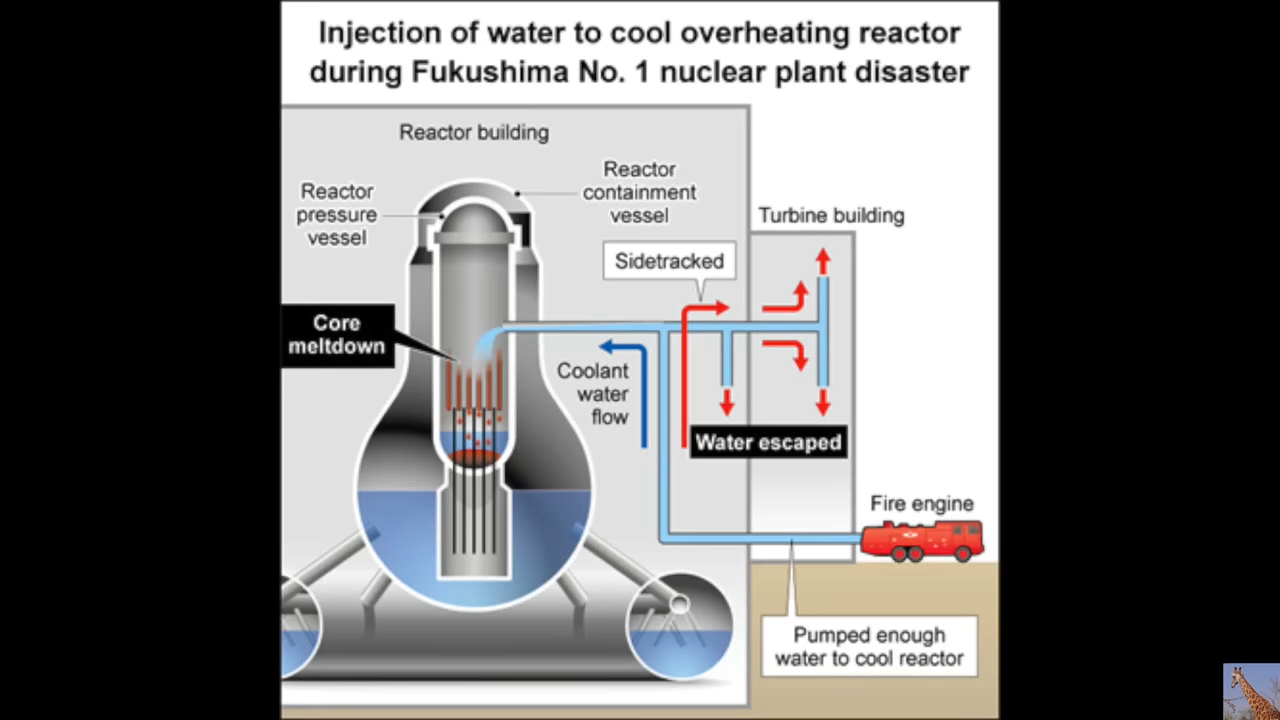 Injection of water to cool overheating reactor
during Fukushima No. 1 nuclear plant disaster
Reactor building
Reactor
pressure
vessel
Reactor
containment
vessel
Turbine building
Sidetracked
Core
meltdown
Coolant
water
flow
Water escaped
Fire engine
Pumped enough
water to cool reactor